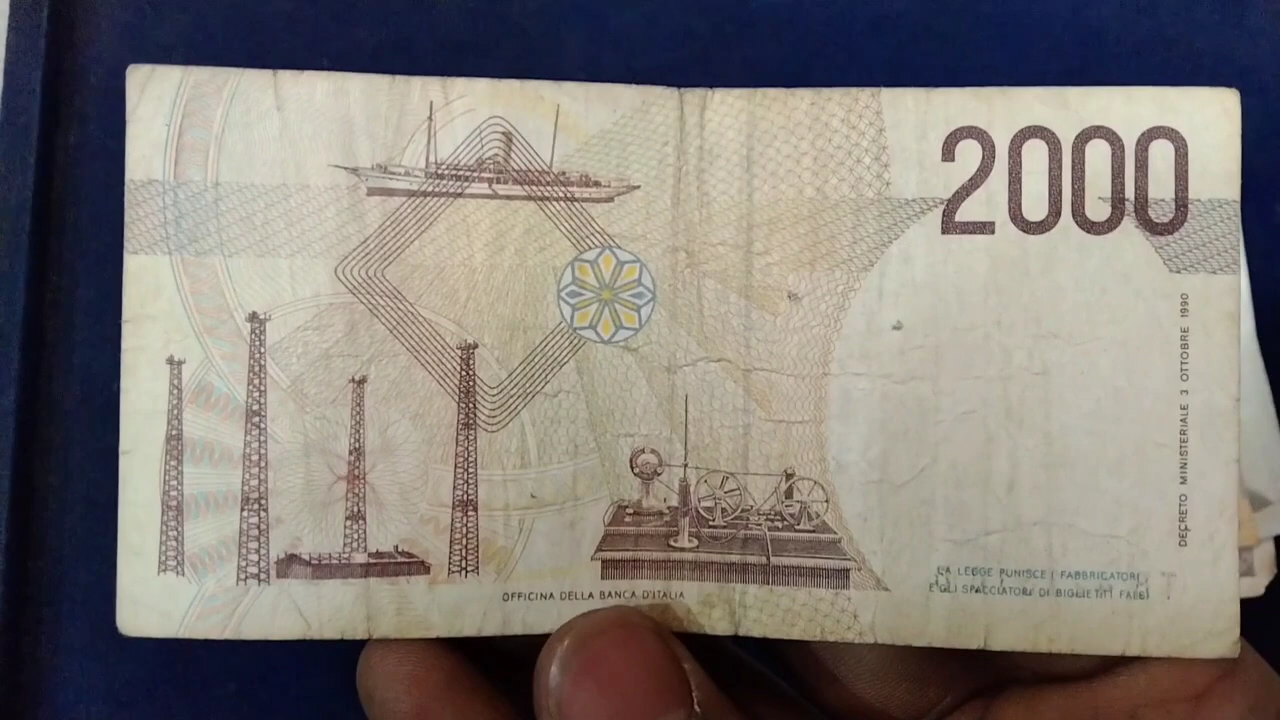 2000
DECRETO MINISTERIALE 3 OTTOBRE 1990
OFFICINA DELLA BANCA D'ITALIA
LA LEGGE PUNISCE I FABBRICATORI
E GLI SPACCIATORI DI BIGLIETTI FALSI